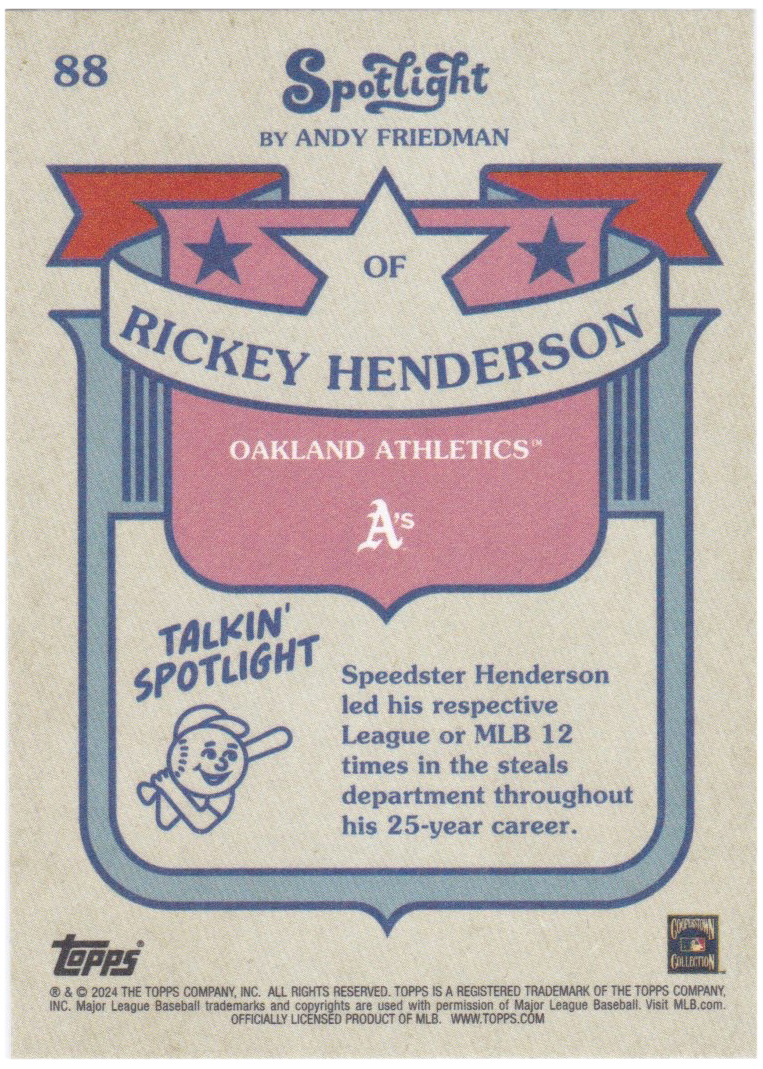 88
Spotlight
BY ANDY FRIEDMAN
OF
RICKEY HENDERSON
OAKLAND ATHLETICS™
A's
TALKIN'
SPOTLIGHT
Speedster Henderson
led his respective
League or MLB 12
times in the steals
department throughout
his 25-year career.
topps®
COOPERSTOWN
COLLECTION
® & © 2024 THE TOPPS COMPANY, INC. ALL RIGHTS RESERVED. TOPPS IS A REGISTERED TRADEMARK OF THE TOPPS COMPANY,
INC. Major League Baseball trademarks and copyrights are used with permission of Major League Baseball. Visit MLB.com.
OFFICIALLY LICENSED PRODUCT OF MLB. WWW.TOPPS.COM